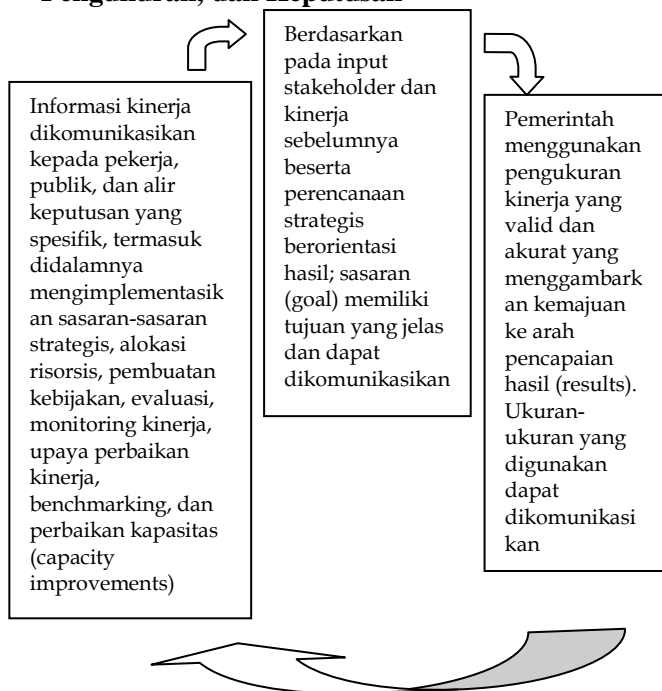 Pengukuran, dan Keputusan
Informasi kinerja
dikomunikasikan
kepada pekerja,
publik, dan alir
keputusan yang
spesifik, termasuk
didalamnya
mengimplementasik
an sasaran-sasaran
strategis, alokasi
risorsis, pembuatan
kebijakan, evaluasi,
monitoring kinerja,
upaya perbaikan
kinerja,
benchmarking, dan
perbaikan kapasitas
(capacity
improvements)
Berdasarkan
pada input
stakeholder dan
kinerja
sebelumnya
beserta
perencanaan
strategis
berorientasi
hasil; sasaran
(goal) memiliki
tujuan yang jelas
dan dapat
dikomunikasikan
Pemerintah
menggunakan
pengukuran
kinerja yang
valid dan
akurat yang
menggambark
an kemajuan
ke arah
pencapaian
hasil (results).
Ukuran-
ukuran yang
digunakan
dapat
dikomunikasi
kan